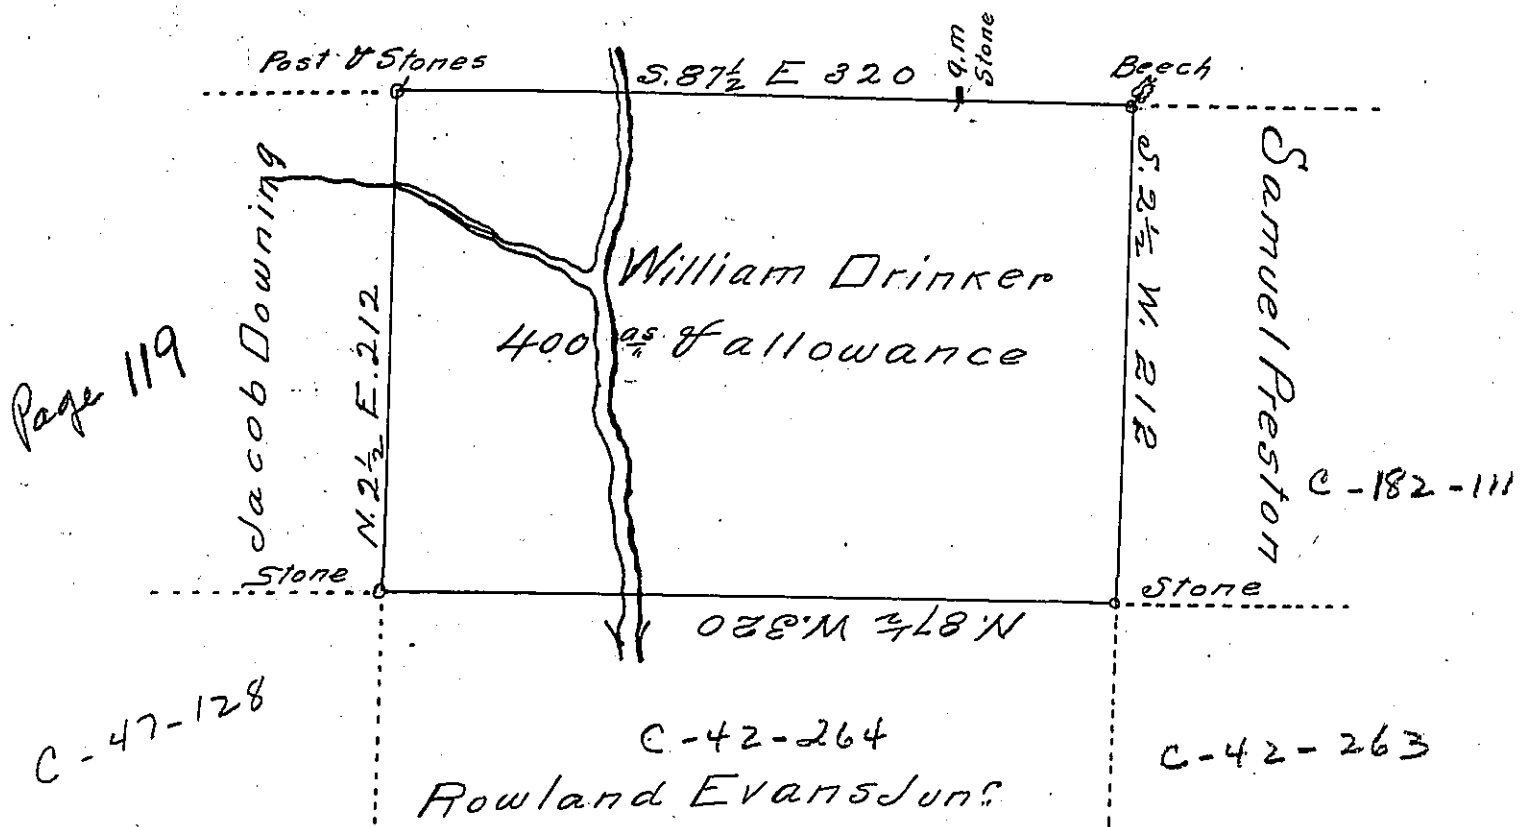 Post & Stones
S. 87½ E 320
9.m
Stone
Beech
Jacob Downing
N. 2½ E. 212
William Drinker
400 as & allowance
S. 2½ W. 212
Samuel Preston
Page 119
C-182-111
Stone
Stone
N. 87½ W. 320
C-47-128
C-42-264
C-42-263
Rowland Evans Junr